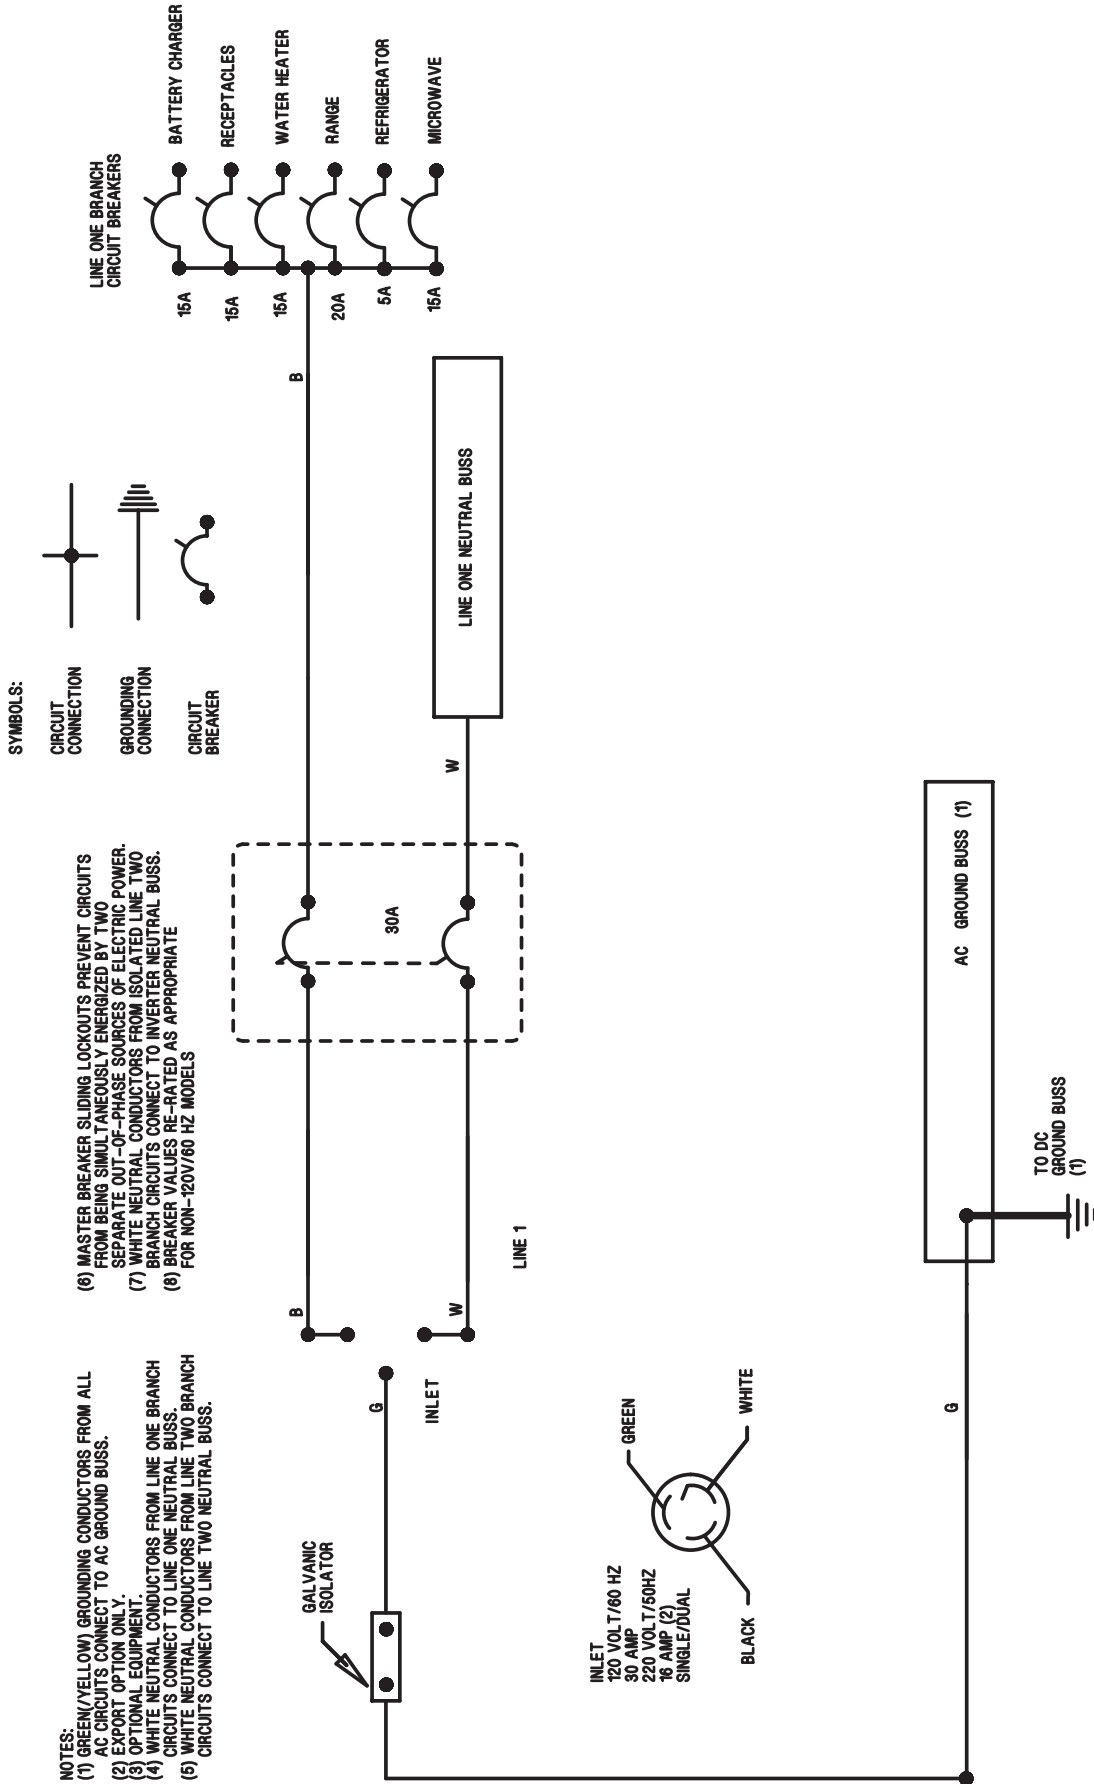 NOTES:
(1) GREEN(/YELLOW) GROUNDING CONDUCTORS FROM ALL
AC CIRCUITS CONNECT TO AC GROUND BUSS.
(2) EXPORT OPTION ONLY.
(3) OPTIONAL EQUIPMENT.
(4) WHITE NEUTRAL CONDUCTORS FROM LINE ONE BRANCH
CIRCUITS CONNECT TO LINE ONE NEUTRAL BUSS.
(5) WHITE NEUTRAL CONDUCTORS FROM LINE TWO BRANCH
CIRCUITS CONNECT TO LINE TWO NEUTRAL BUSS.
(6) MASTER BREAKER SLIDING LOCKOUTS PREVENT CIRCUITS
FROM BEING SIMULTANEOUSLY ENERGIZED BY TWO
SEPARATE OUT-OF-PHASE SOURCES OF ELECTRIC POWER.
(7) WHITE NEUTRAL CONDUCTORS FROM ISOLATED LINE TWO
BRANCH CIRCUITS CONNECT TO INVERTER NEUTRAL BUSS.
(8) BREAKER VALUES RE-RATED AS APPROPRIATE
FOR NON-120V/60 HZ MODELS
SYMBOLS:
CIRCUIT
CONNECTION
GROUNDING
CONNECTION
CIRCUIT
BREAKER
LINE ONE BRANCH
CIRCUIT BREAKERS
15A
BATTERY CHARGER
15A
RECEPTACLES
15A
WATER HEATER
20A
RANGE
5A
REFRIGERATOR
15A
MICROWAVE
GALVANIC
ISOLATOR
G
INLET
B
W
LINE 1
30A
B
W
LINE ONE NEUTRAL BUSS
INLET
120 VOLT/60 HZ
30 AMP
220 VOLT/50HZ
16 AMP (2)
SINGLE/DUAL
GREEN
BLACK
WHITE
G
AC GROUND BUSS (1)
TO DC
GROUND BUSS
(1)